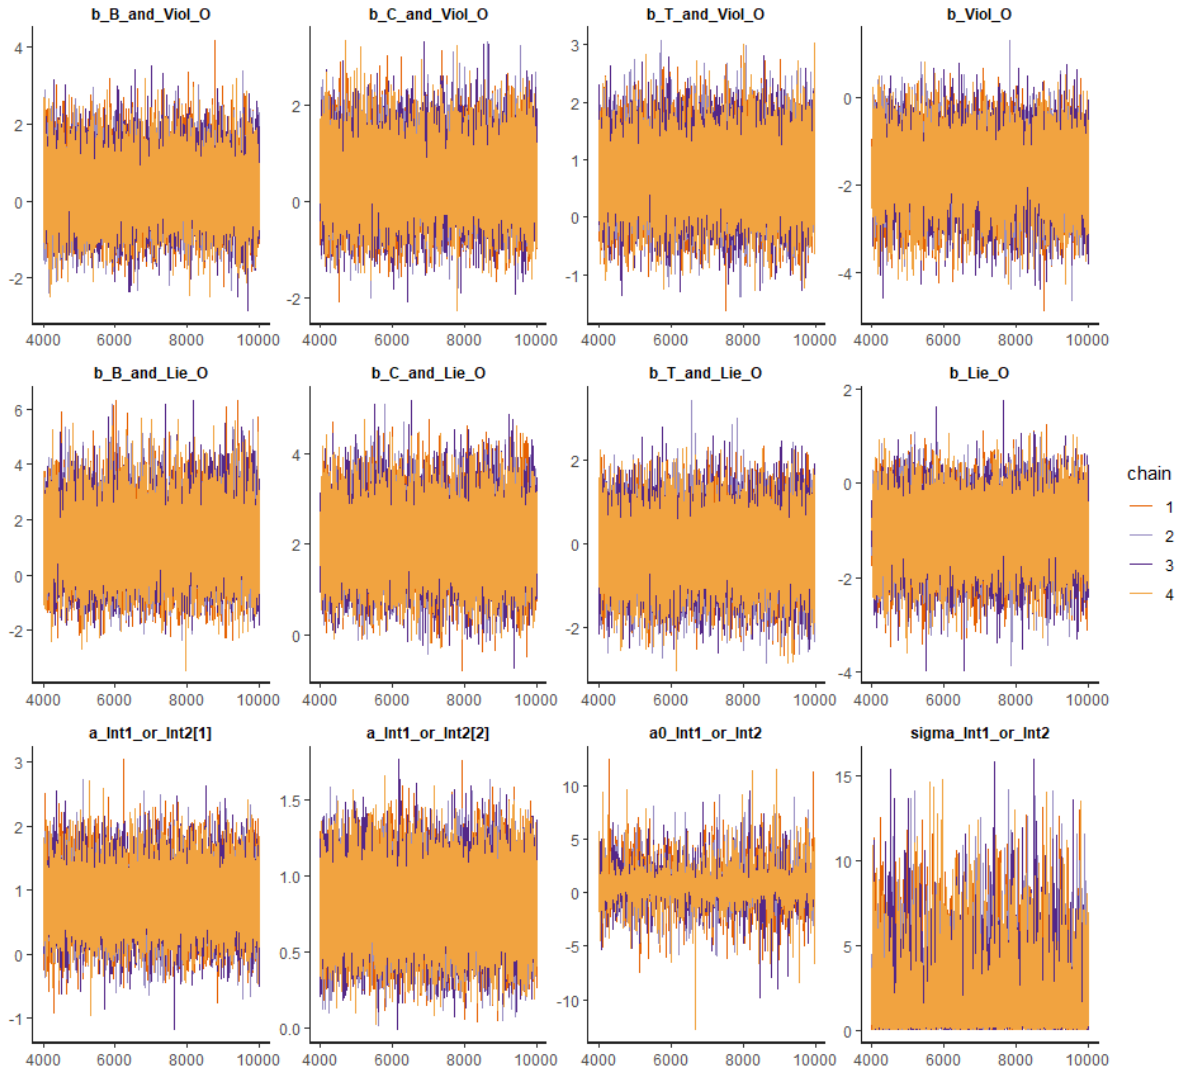 b_B_and_Viol_O b_C_and_Viol_O b_T_and_Viol_O b_Viol_O
4 2 0 -2
2 0 -2
3 2 1 0 -1
0 -2 -4
4000 6000 8000 10000 4000 6000 8000 10000 4000 6000 8000 10000 4000 6000 8000 10000
b_B_and_Lie_O b_C_and_Lie_O b_T_and_Lie_O b_Lie_O
6 4 2 0 -2
4 2 0
2 0 -2
2 0 -2 -4
4000 6000 8000 10000 4000 6000 8000 10000 4000 6000 8000 10000 4000 6000 8000 10000
chain
1
2
3
4
a_Int1_or_Int2[1] a_Int1_or_Int2[2] a0_Int1_or_Int2 sigma_Int1_or_Int2
3 2 1 0 -1
1.5 1.0 0.5 0.0
10 5 0 -5 -10
15 10 5 0
4000 6000 8000 10000 4000 6000 8000 10000 4000 6000 8000 10000 4000 6000 8000 10000